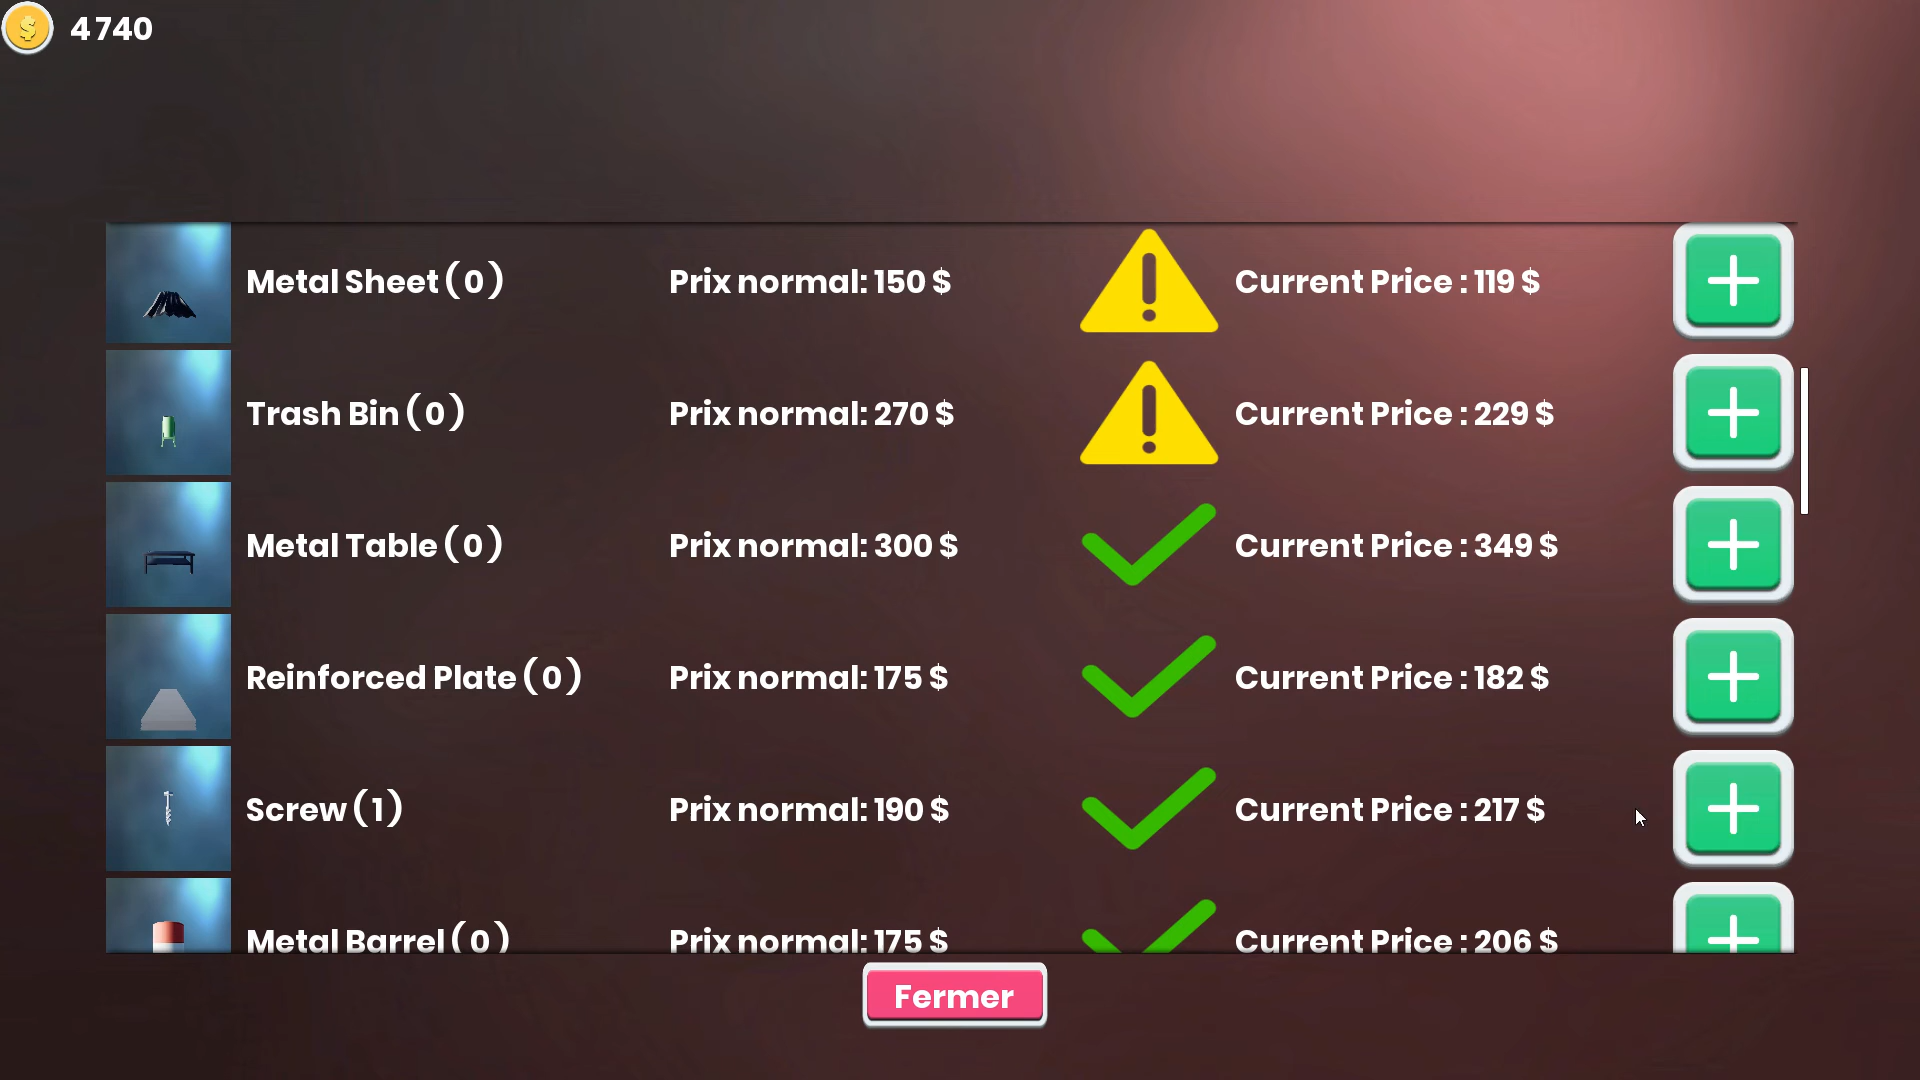 4 740
Metal Sheet ( 0 ) Prix normal: 150 $ Current Price : 119 $
Trash Bin ( 0 ) Prix normal: 270 $ Current Price : 229 $
Metal Table ( 0 ) Prix normal: 300 $ Current Price : 349 $
Reinforced Plate ( 0 ) Prix normal: 175 $ Current Price : 182 $
Screw ( 1 ) Prix normal: 190 $ Current Price : 217 $
Metal Barrel ( 0 ) Prix normal: 175 $ Current Price : 206 $
Fermer